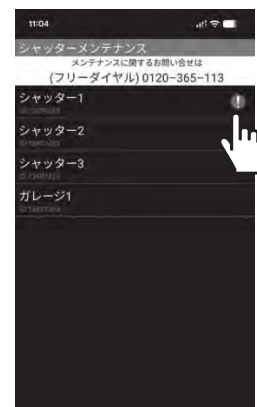 11:04
シャッターメンテナンス
メンテナンスに関するお問い合せは
(フリーダイヤル) 0120-365-113
シャッター1
シャッター2
シャッター3
ガレージ1